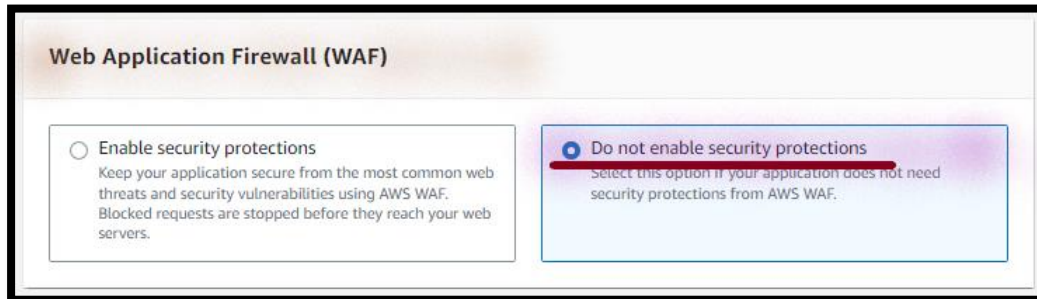 Web Application Firewall (WAF)
Enable security protections
Keep your application secure from the most common web
threats and security vulnerabilities using AWS WAF.
Blocked requests are stopped before they reach your web
servers.
Do not enable security protections
Select this option if your application does not need
security protections from AWS WAF.